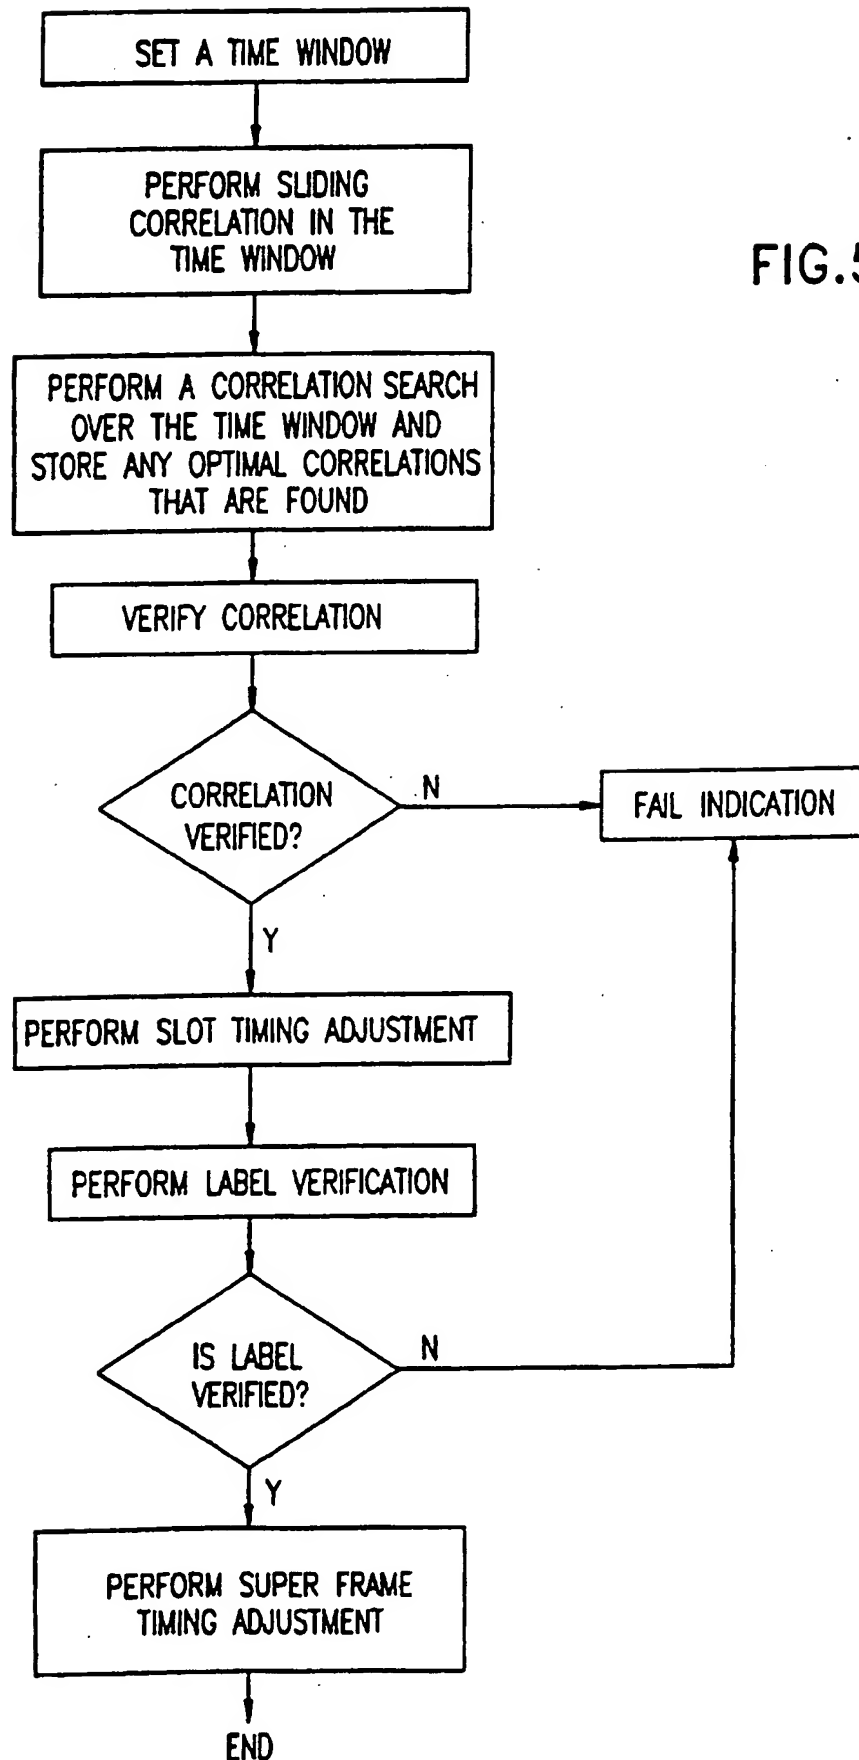 SET A TIME WINDOW
PERFORM SLIDING
CORRELATION IN THE
TIME WINDOW
FIG.5
PERFORM A CORRELATION SEARCH
OVER THE TIME WINDOW AND
STORE ANY OPTIMAL CORRELATIONS
THAT ARE FOUND
VERIFY CORRELATION
CORRELATION
VERIFIED?
N
FAIL INDICATION
Y
PERFORM SLOT TIMING ADJUSTMENT
PERFORM LABEL VERIFICATION
IS LABEL
VERIFIED?
N
Y
PERFORM SUPER FRAME
TIMING ADJUSTMENT
END